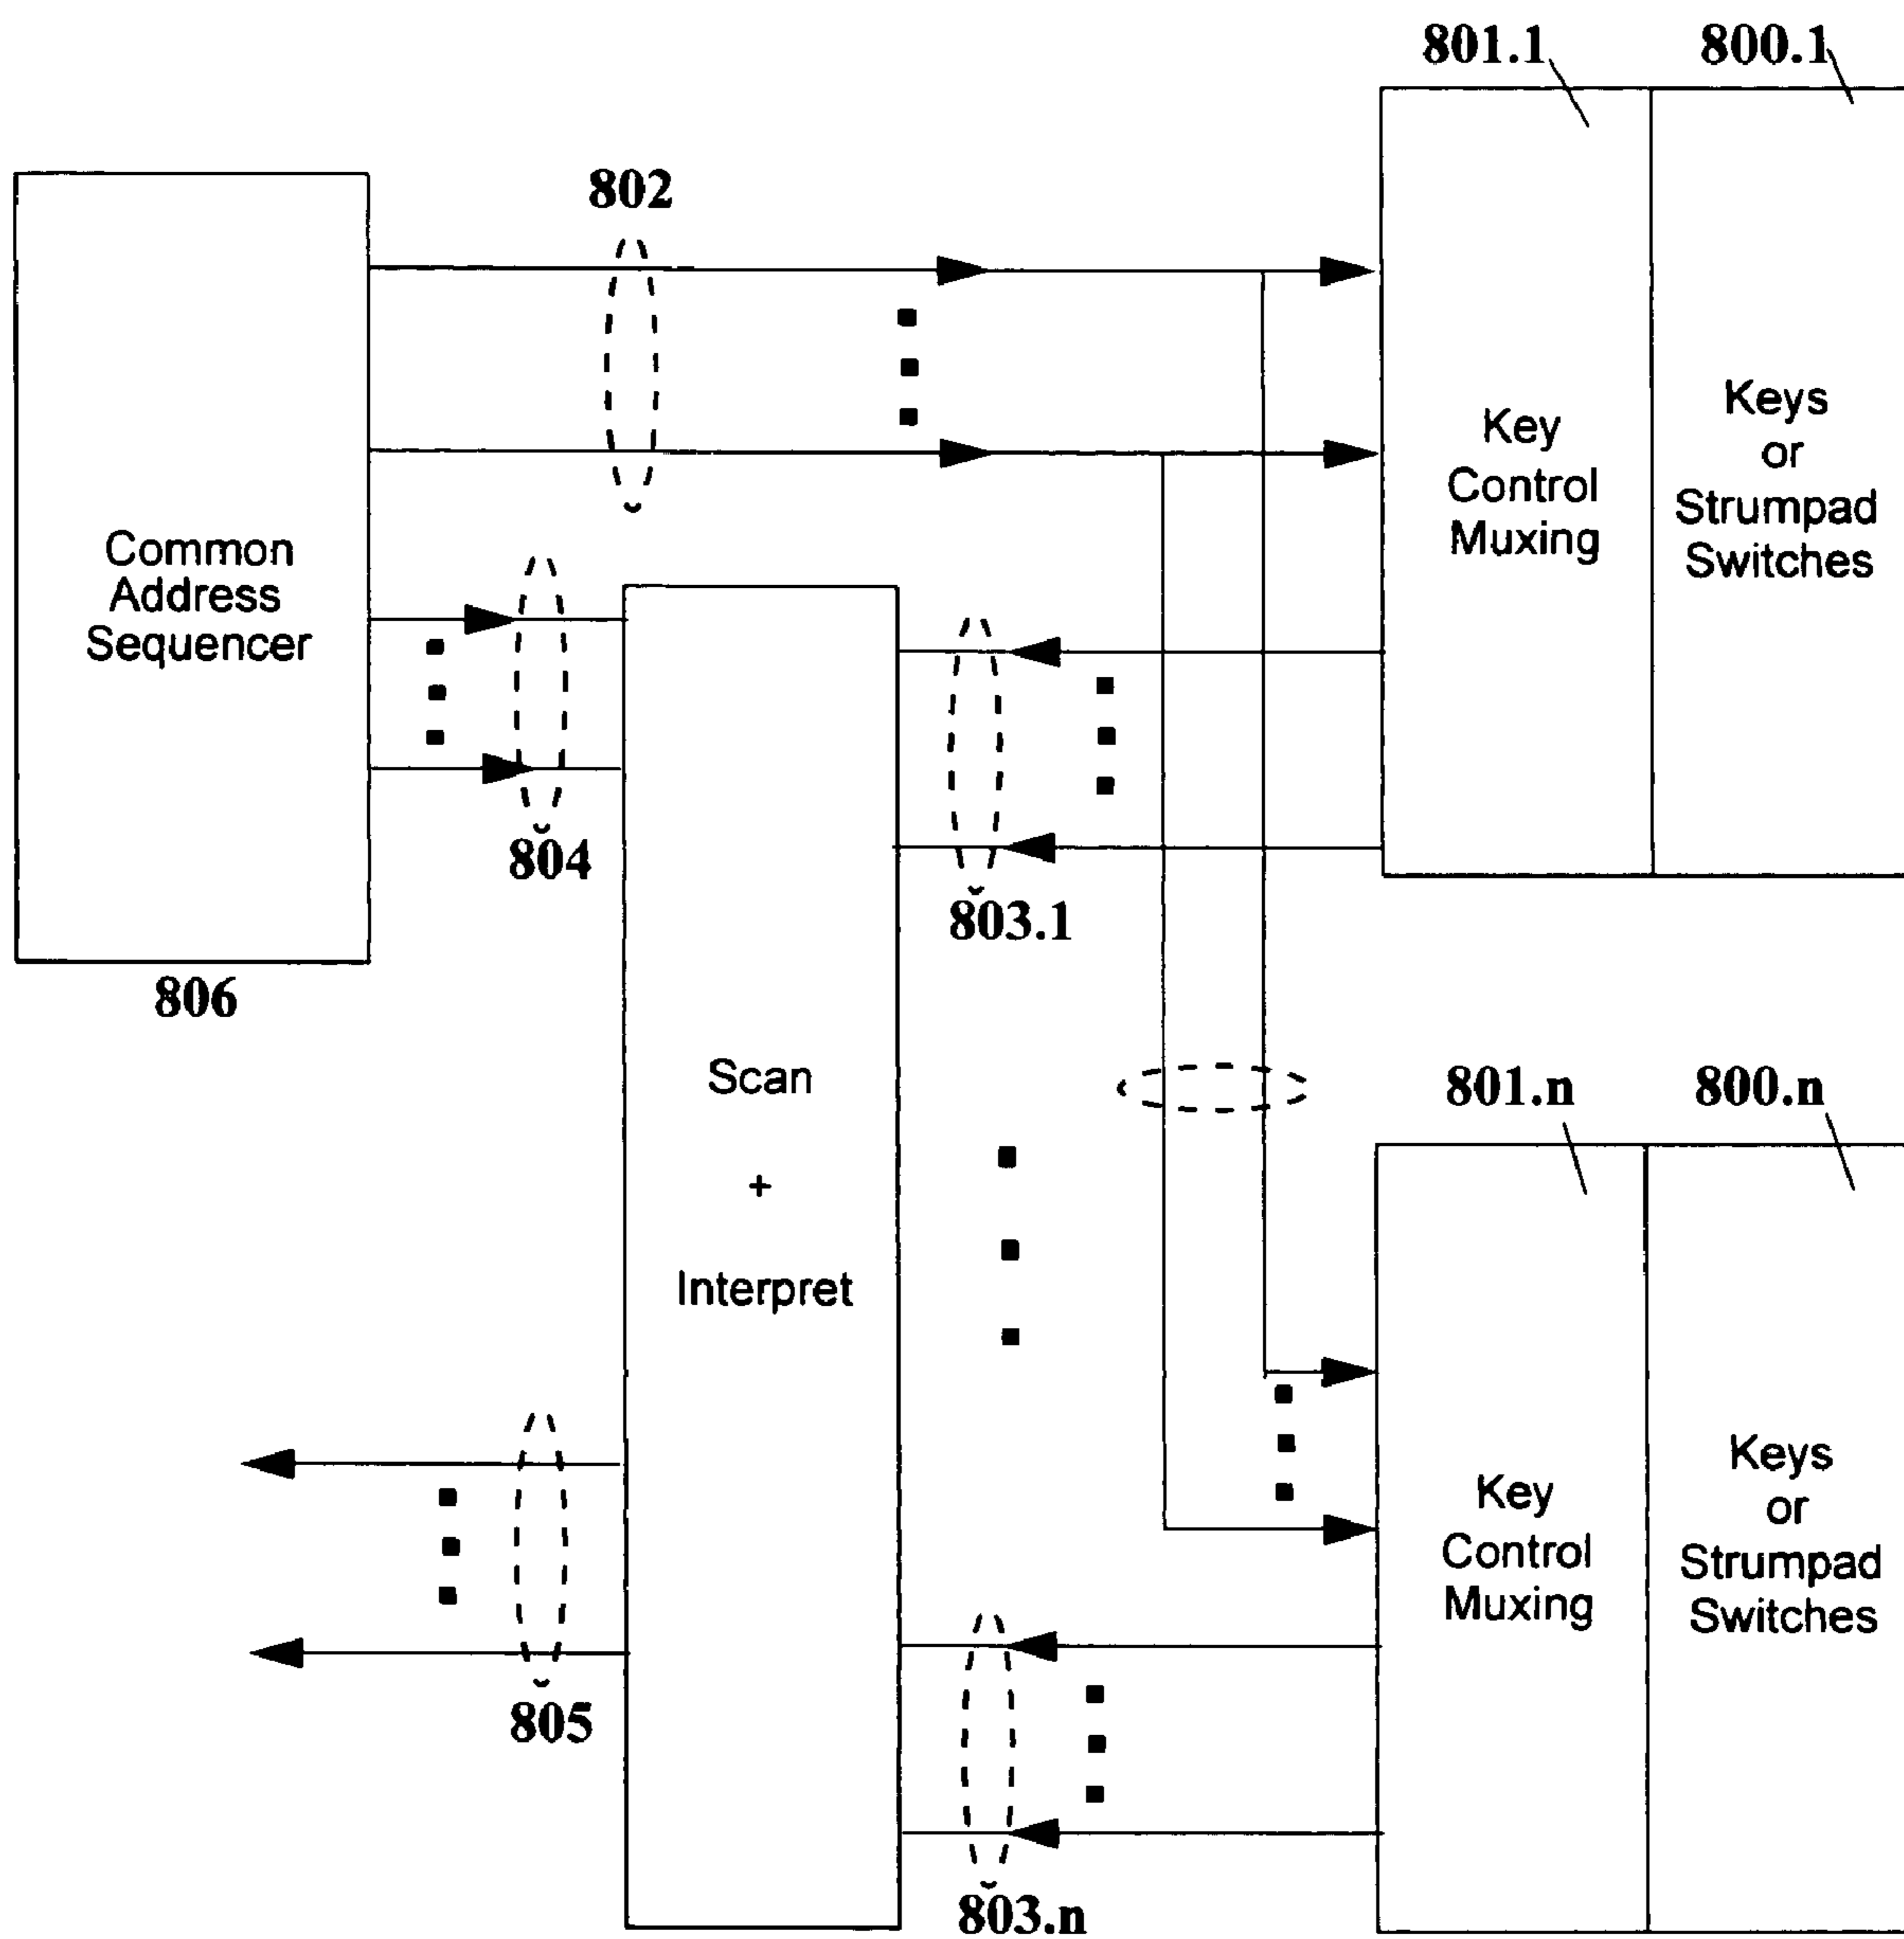 801.1
800.1
802
Common
Address
Sequencer
Key
Control
Muxing
Keys
or
Strumpad
Switches
804
803.1
806
Scan
+
Interpret
801.n
800.n
Key
Control
Muxing
Keys
or
Strumpad
Switches
805
803.n